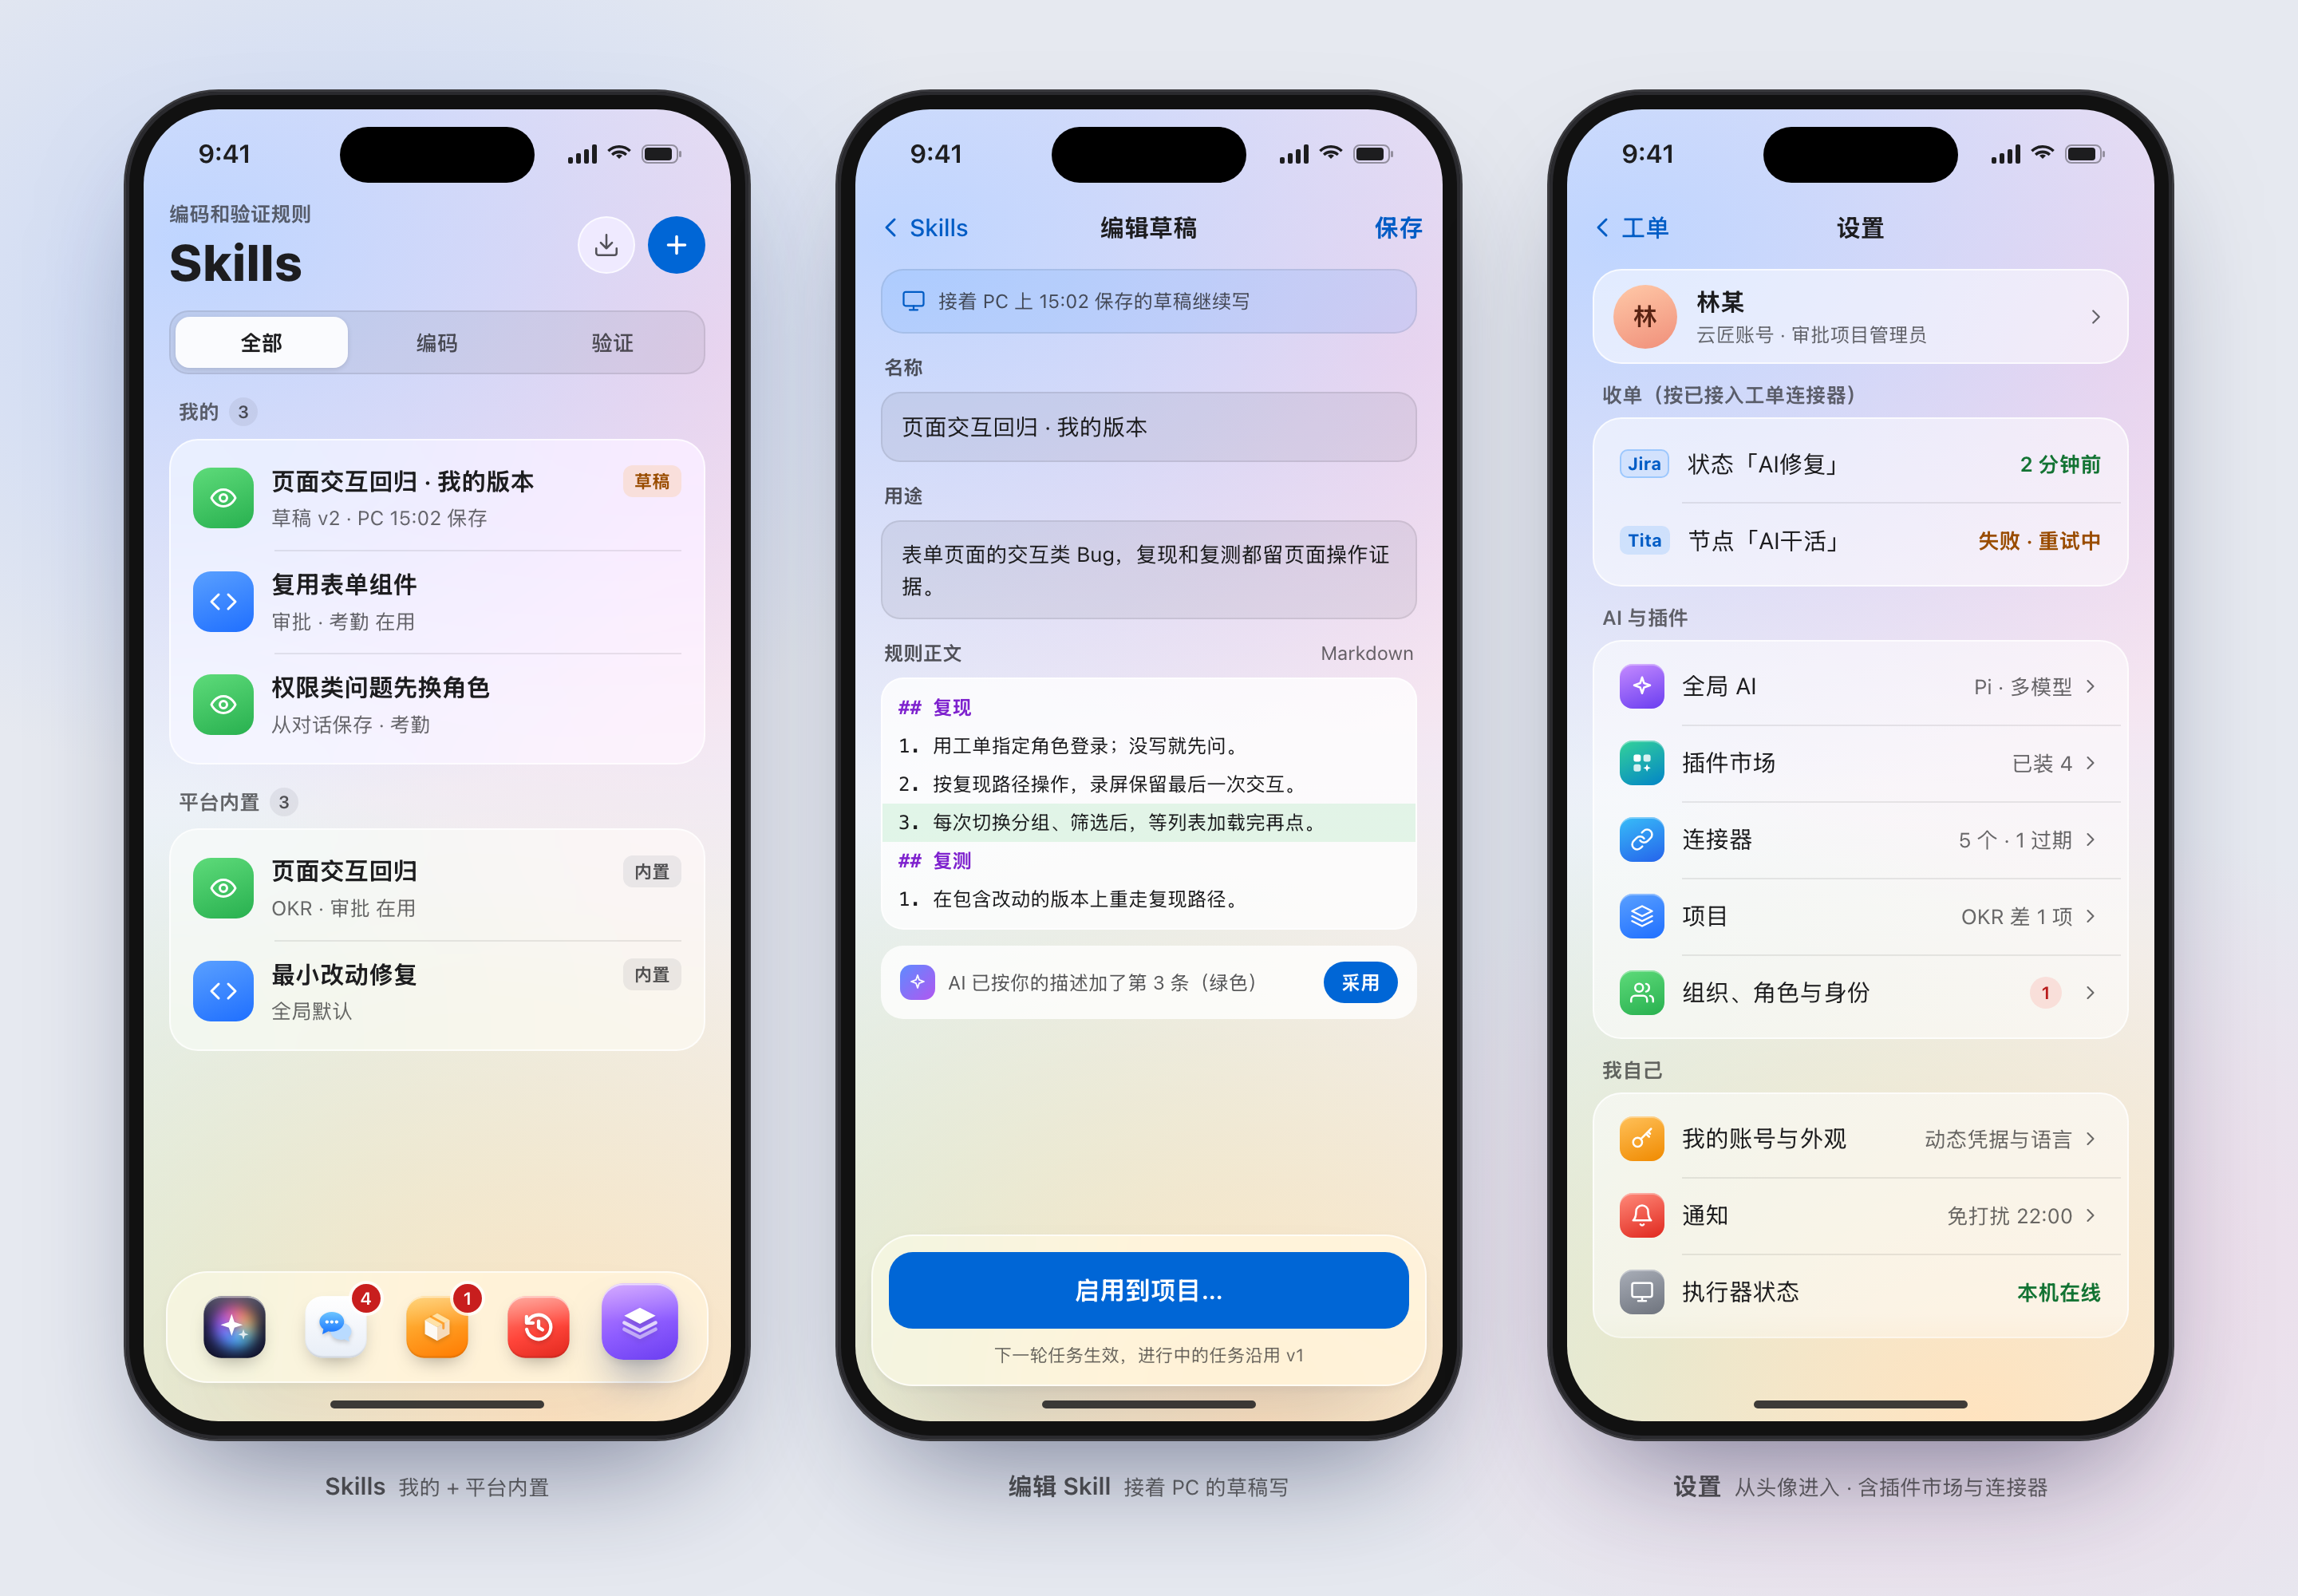 9:41
编码和验证规则
Skills
全部 编码 验证
我的 3
页面交互回归 · 我的版本 草稿
草稿 v2 · PC 15:02 保存
复用表单组件
审批 · 考勤 在用
权限类问题先换角色
从对话保存 · 考勤
平台内置 3
页面交互回归 内置
OKR · 审批 在用
最小改动修复 内置
全局默认
4
1
Skills 我的 + 平台内置
9:41
Skills 编辑草稿 保存
接着 PC 上 15:02 保存的草稿继续写
名称
页面交互回归 · 我的版本
用途
表单页面的交互类 Bug，复现和复测都留页面操作证
据。
规则正文 Markdown
## 复现
1. 用工单指定角色登录；没写就先问。
2. 按复现路径操作，录屏保留最后一次交互。
3. 每次切换分组、筛选后，等列表加载完再点。
## 复测
1. 在包含改动的版本上重走复现路径。
AI 已按你的描述加了第 3 条（绿色） 采用
启用到项目...
下一轮任务生效，进行中的任务沿用 v1
编辑 Skill 接着 PC 的草稿写
9:41
工单 设置
林 林某
云匠账号 · 审批项目管理员
收单（按已接入工单连接器）
Jira 状态「AI修复」 2 分钟前
Tita 节点「AI干活」 失败 · 重试中
AI 与插件
全局 AI Pi · 多模型
插件市场 已装 4
连接器 5 个 · 1 过期
项目 OKR 差 1 项
组织、角色与身份 1
我自己
我的账号与外观 动态凭据与语言
通知 免打扰 22:00
执行器状态 本机在线
设置 从头像进入 · 含插件市场与连接器